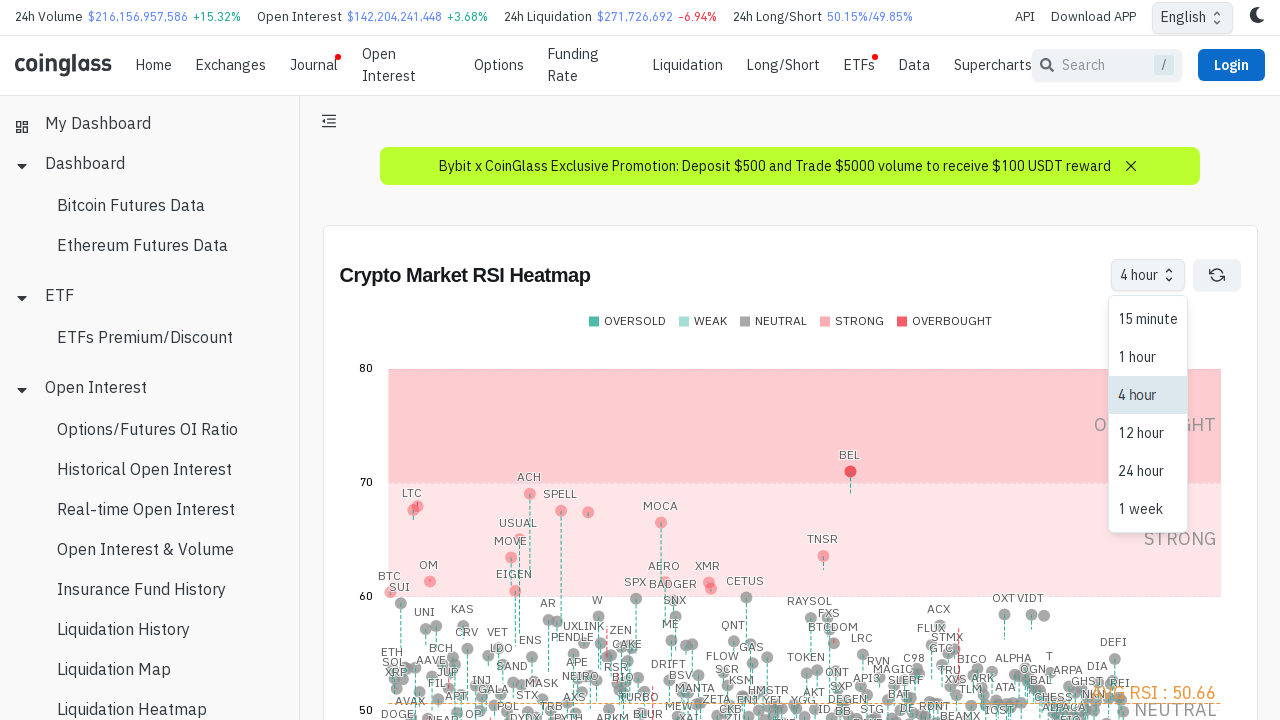 24h Volume $216,156,957,586 +15.32% Open Interest $142,204,241,448 +3.68% 24h Liquidation $271,726,692 -6.94% 24h Long/Short 50.15%/49.85% API Download APP English
coinglass Home Exchanges Journal Open Interest Options Funding Rate Liquidation Long/Short ETFs Data Supercharts Search / Login
My Dashboard
Dashboard
Bitcoin Futures Data
Ethereum Futures Data
ETF
ETFs Premium/Discount
Open Interest
Options/Futures OI Ratio
Historical Open Interest
Real-time Open Interest
Open Interest & Volume
Insurance Fund History
Liquidation History
Liquidation Map
Liquidation Heatmap
Bybit x CoinGlass Exclusive Promotion: Deposit $500 and Trade $5000 volume to receive $100 USDT reward
Crypto Market RSI Heatmap
4 hour
15 minute
1 hour
4 hour
12 hour
24 hour
1 week
OVERSOLD WEAK NEUTRAL STRONG OVERBOUGHT
80
BEL
70
ACH
LTC SPELL
MOCA
USUAL
STRONG
MOVE TNSR
OM AERO XMR
BTC EIGEN SPX BADGER CETUS
SUI
60
W SNX RAYSOL OXT VIDT
KAS AR ACX
UNI FXS
ME QNT BTCDOM FLUX
CRV VET UXLINK ZEN
ENS PENDLE CAKE LRC STMX
BCH LDO GAS GTC DEFI
ETH AAVE APE DRIFT FLOW TOKEN RVN C98 BICO ALPHA T
SOL SAND RSR SCR MAGIC TRU OGN ARPA DIA
XRP JUP NEIRO BIO BSV KSM ONT API3 SLERF XVS ARK BAL GHST REI
FIL INJ MASK MANTA HMSTR SXP TLM ATA
APT GALA STX AXS TURBO ZETA YFI AKT BAT CHESS AVG RSI : 50.66
AVAX POL TRB MEW CKB YGG DEGEN STG IOST NEUTRAL
50
DOGE OP DYDX PYTH ARKM BLUR XAI ZIL ID BEAMX
NEAR